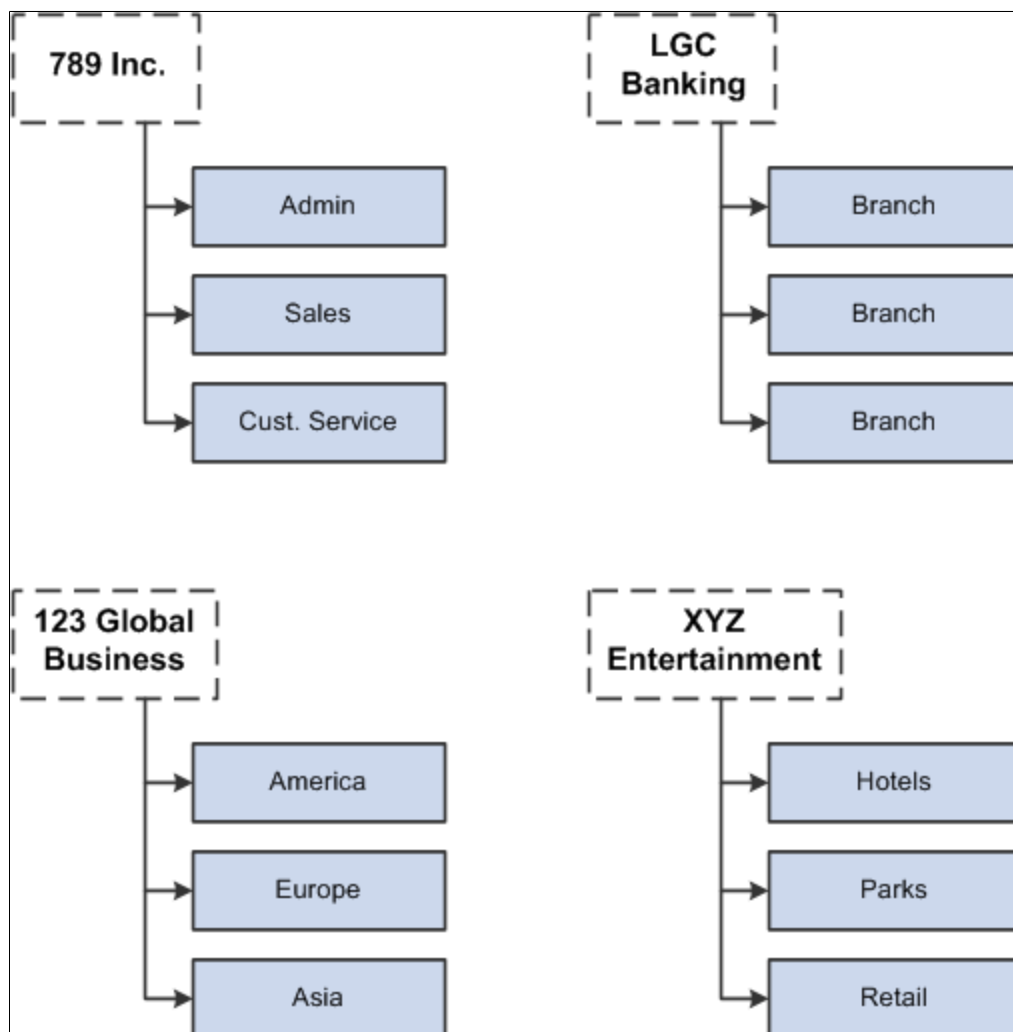 789 Inc.
Admin
Sales
Cust. Service
LGC
Banking
Branch
Branch
Branch
123 Global
Business
America
Europe
Asia
XYZ
Entertainment
Hotels
Parks
Retail